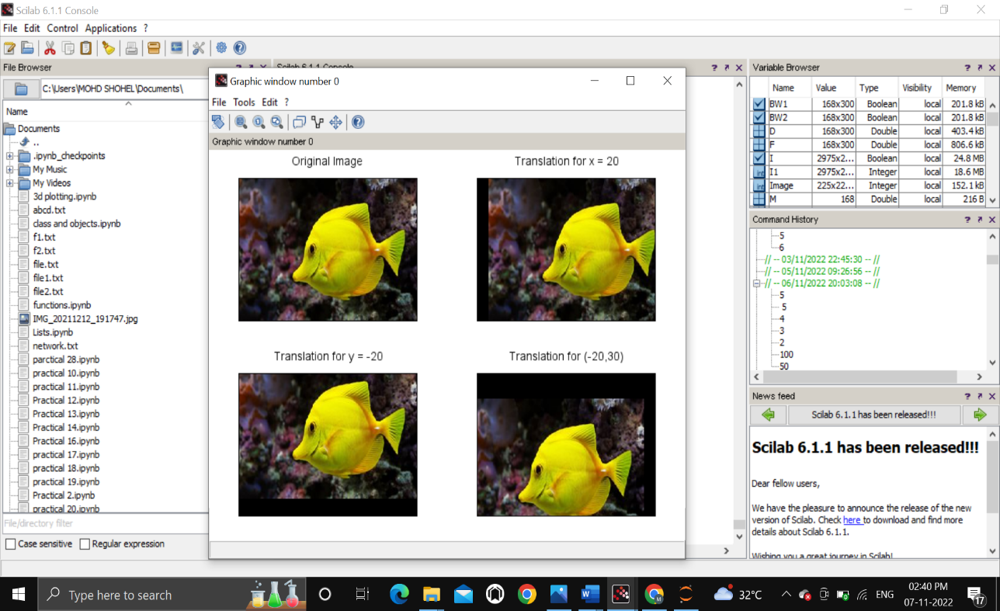 Scilab 6.1.1 Console
File Edit Control Applications ?
File Browser
? ↗ X
Scilab 6.1.1 Console
? ↗ X
C:\Users\MOHD SHOHEL\Documents\
Name
Documents
..
.ipynb_checkpoints
My Music
My Videos
3d plotting.ipynb
abcd.txt
class and objects.ipynb
f1.txt
f2.txt
file.txt
file1.txt
file2.txt
functions.ipynb
IMG_20211212_191747.jpg
Lists.ipynb
network.txt
parctical 28.ipynb
practical 10.ipynb
practical 11.ipynb
Practical 12.ipynb
Practical 13.ipynb
Practical 14.ipynb
Practical 16.ipynb
practical 17.ipynb
practical 18.ipynb
practical 19.ipynb
Practical 2.ipynb
practical 20.ipynb
File/directory filter
Case sensitive Regular expression
Graphic window number 0
File Tools Edit ?
Graphic window number 0
Original Image
Translation for x = 20
Translation for y = -20
Translation for (-20,30)
Variable Browser
? ↗ X
Name Value Type Visibility Memory
BW1 168x300 Boolean local 201.8 kB
BW2 168x300 Boolean local 201.8 kB
D 168x300 Double local 403.4 kB
F 168x300 Double local 806.6 kB
I 2975x2... Boolean local 24.8 MB
int I1 2975x2... Integer local 18.6 MB
int Image 225x22... Integer local 152.1 kB
M 168 Double local 216 B
Command History
? ↗ X
5
6
// -- 03/11/2022 22:45:30 -- //
// -- 05/11/2022 09:26:56 -- //
// -- 06/11/2022 20:03:08 -- //
5
5
4
3
2
100
50
News feed
? ↗ X
Scilab 6.1.1 has been released!!!
Scilab 6.1.1 has been released!!!
Dear fellow users,
We have the pleasure to announce the release of the new
version of Scilab. Check here to download and find more
details about Scilab 6.1.1.
Wishing you a great journey in Scilab!
Type here to search
32°C
ENG
02:40 PM
07-11-2022
17